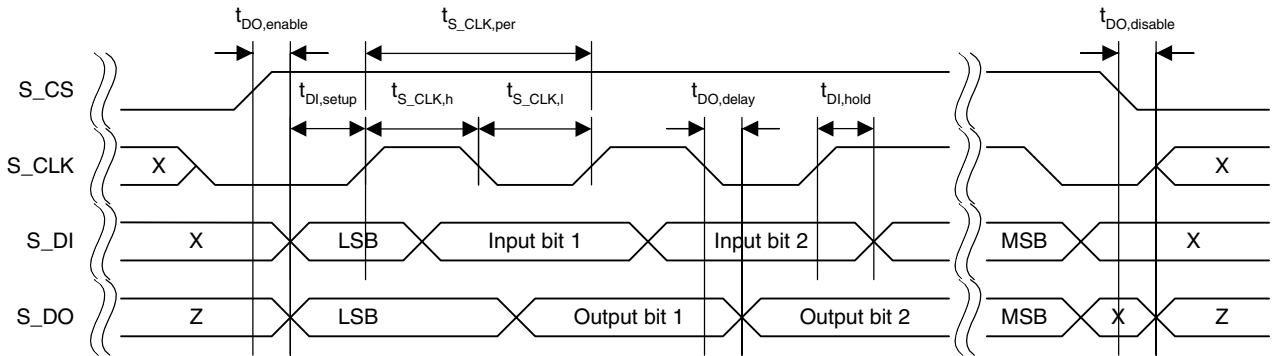 tDO,enable tS_CLK,per tDO,disable
S_CS
tDI,setup tS_CLK,h tS_CLK,l tDO,delay tDI,hold
S_CLK X X
S_DI X LSB Input bit 1 Input bit 2 MSB X
S_DO Z LSB Output bit 1 Output bit 2 MSB X Z